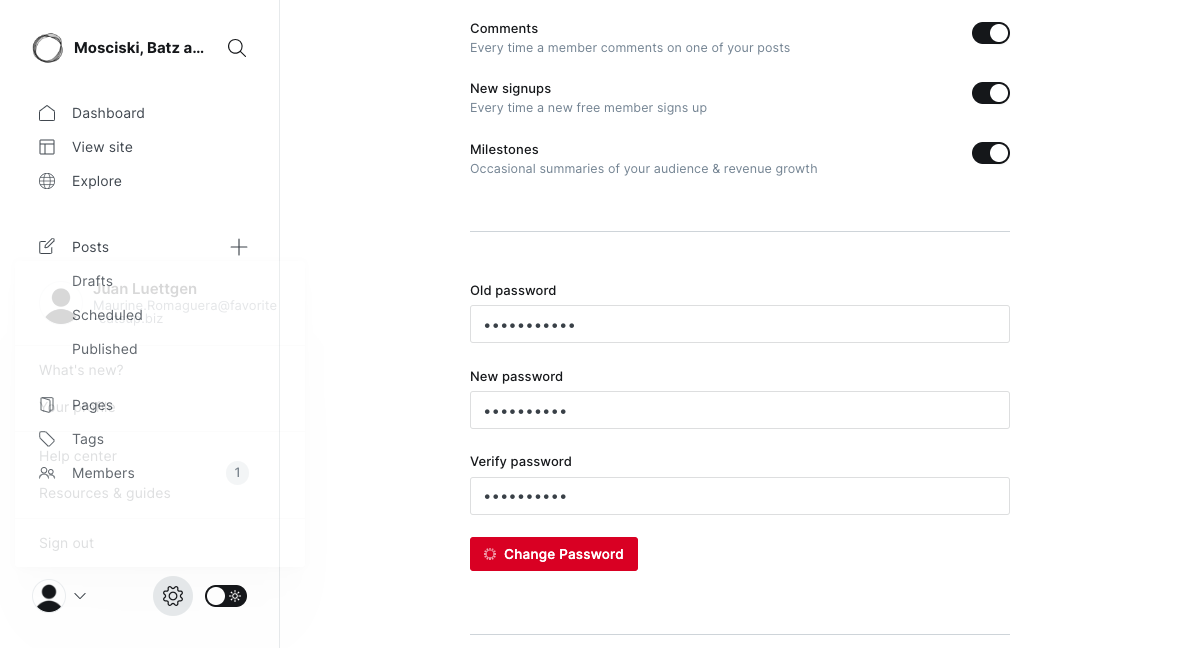 Mosciski, Batz a...
Dashboard
View site
Explore
Posts
Drafts
Juan Luettgen
Maurine.Romaguera@favorite
Scheduled
Published
What's new?
Your profile
Pages
Tags
Help center
Members
1
Resources & guides
Sign out
Comments
Every time a member comments on one of your posts
New signups
Every time a new free member signs up
Milestones
Occasional summaries of your audience & revenue growth
Old password
•••••••••••
New password
••••••••••
Verify password
••••••••••
Change Password